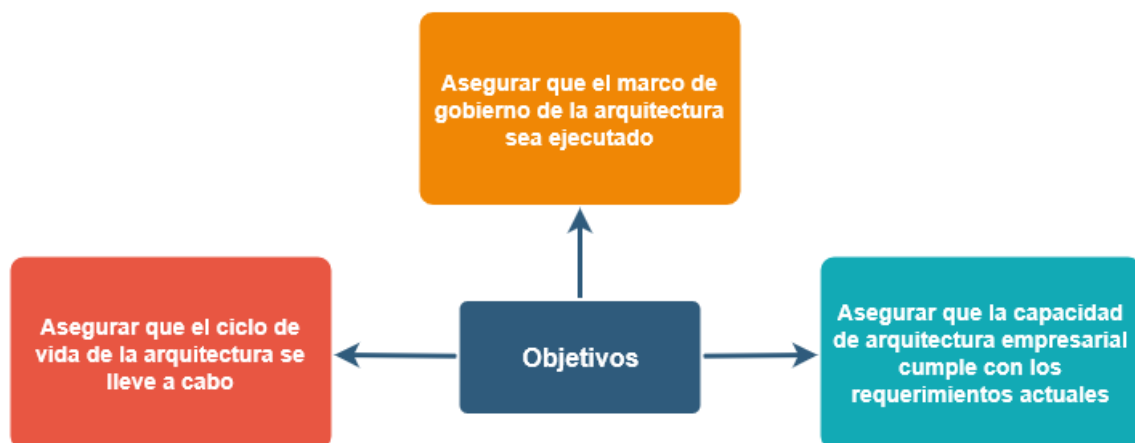 Asegurar que el marco de
gobierno de la arquitectura
sea ejecutado
Asegurar que el ciclo de
vida de la arquitectura se
lleve a cabo
Objetivos
Asegurar que la capacidad
de arquitectura empresarial
cumple con los
requerimientos actuales